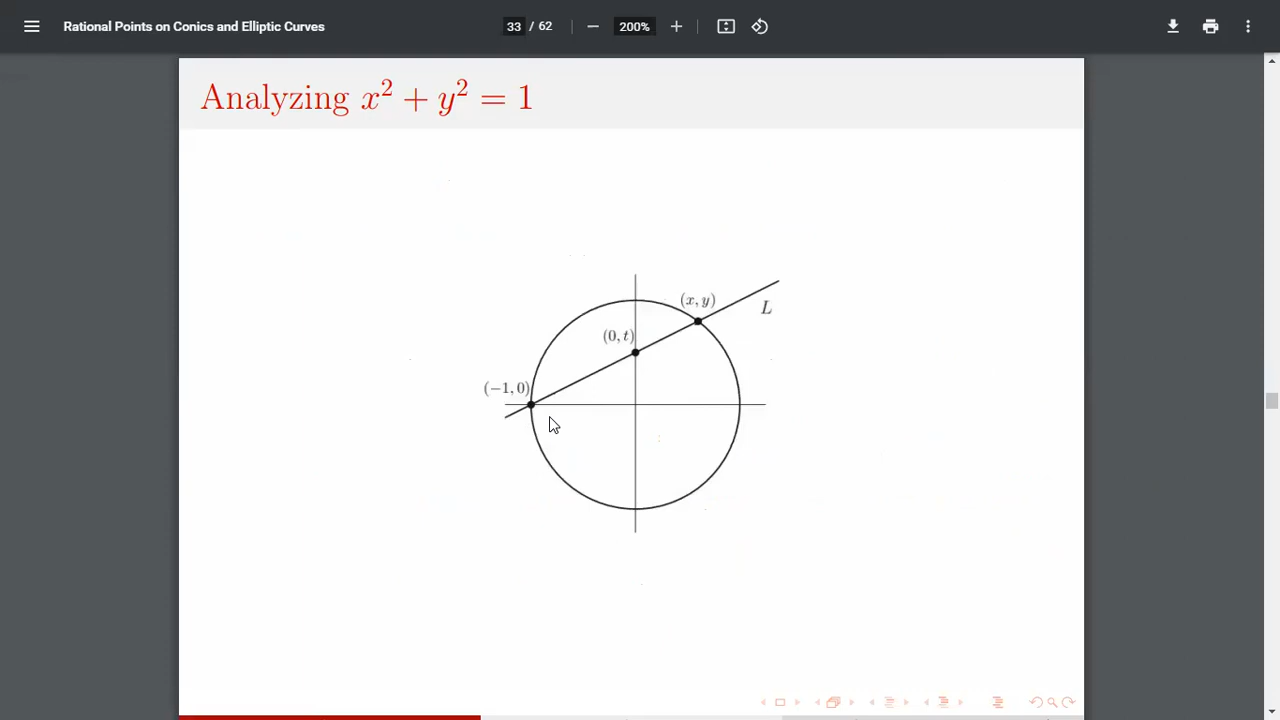 Rational Points on Conics and Elliptic Curves
33 / 62
200%
Analyzing x² + y² = 1
(x, y)
L
(0, t)
(−1, 0)